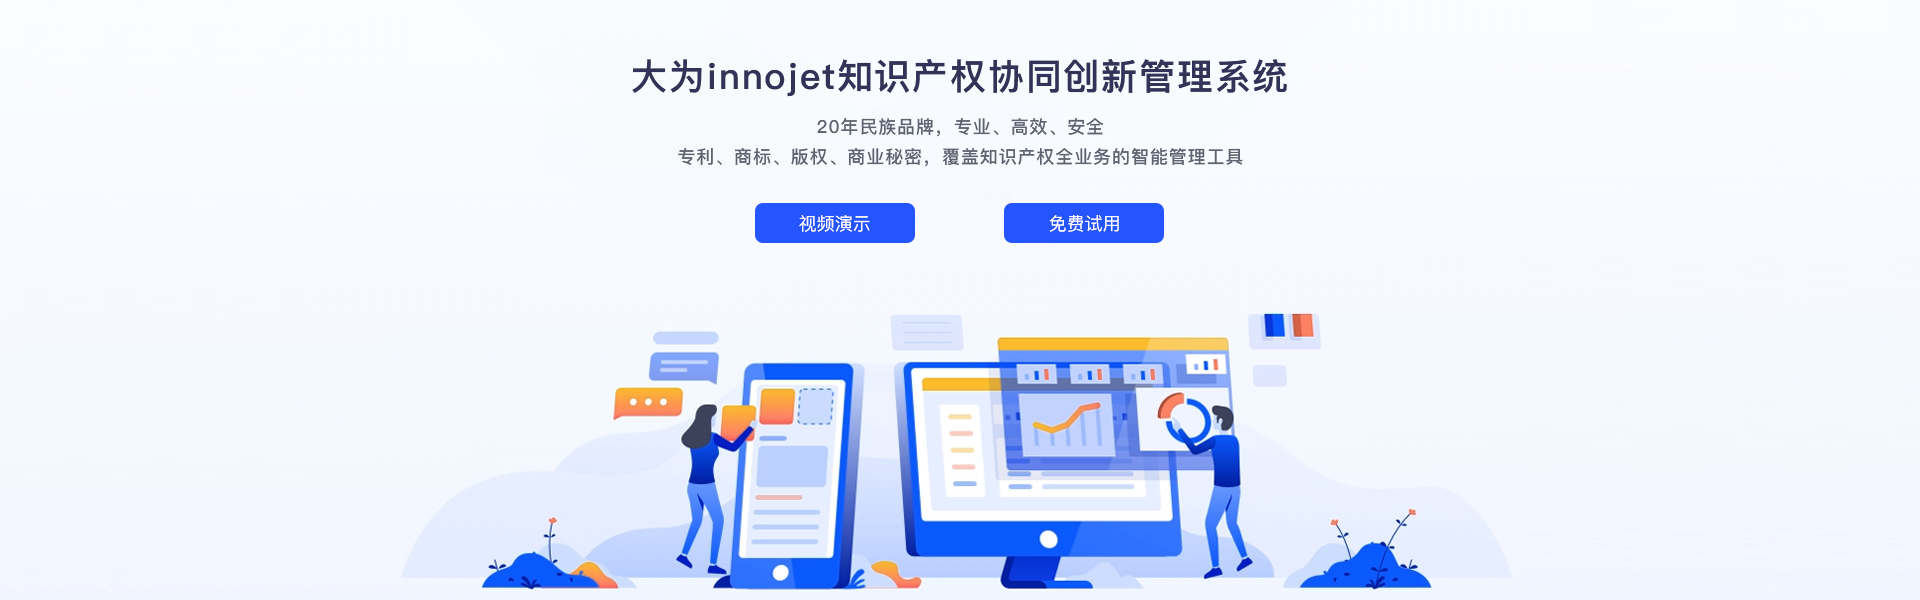 大为innojet知识产权协同创新管理系统
20年民族品牌，专业、高效、安全
专利、商标、版权、商业秘密，覆盖知识产权全业务的智能管理工具
视频演示
免费试用